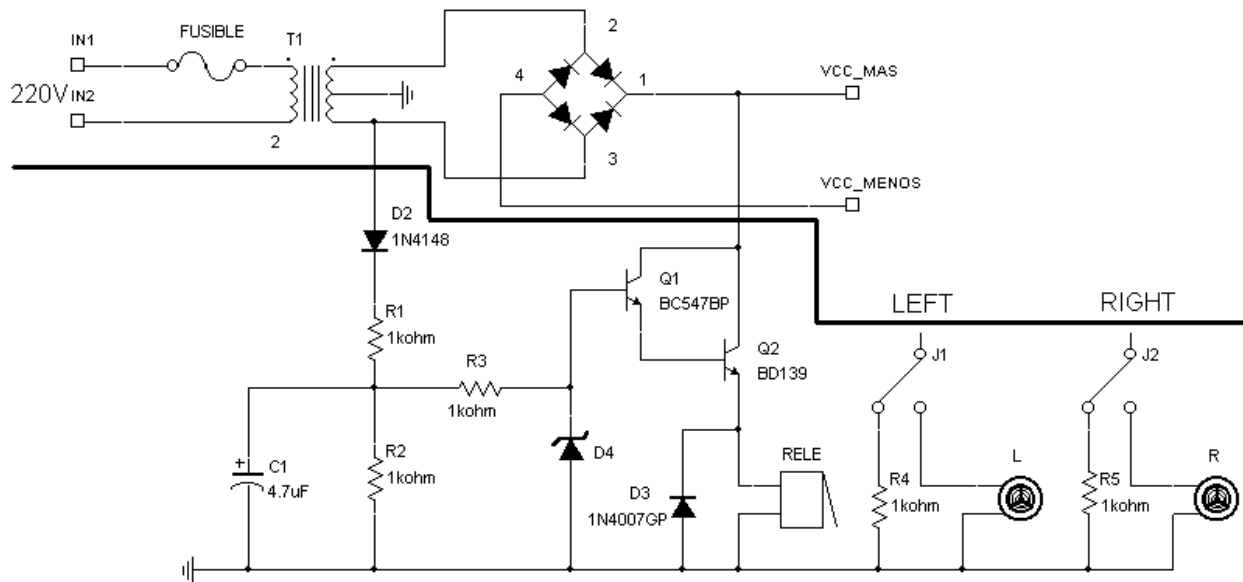 FUSIBLE
T1
IN1
220V
IN2
2
2
4
1
3
VCC_MAS
VCC_MENOS
D2
1N4148
Q1
BC547BP
LEFT
RIGHT
R1
1kohm
R3
1kohm
Q2
BD139
J1
J2
R2
1kohm
C1
+
4.7uF
D4
D3
1N4007GP
RELE
R4
1kohm
L
R5
1kohm
R